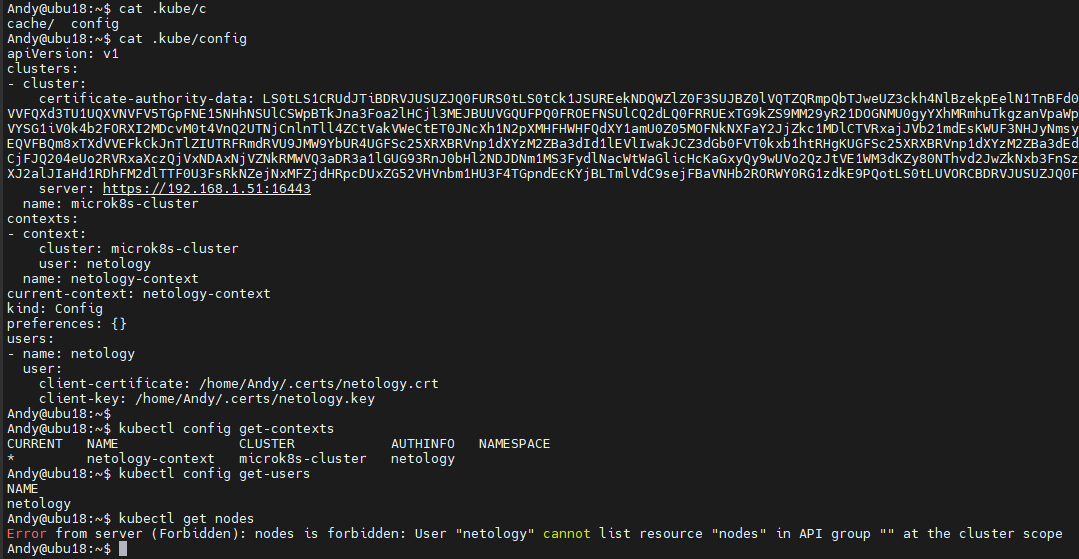 Andy@ubu18:~$ cat .kube/c
cache/  config
Andy@ubu18:~$ cat .kube/config
apiVersion: v1
clusters:
- cluster:
    certificate-authority-data:
    server: https://192.168.1.51:16443
  name: microk8s-cluster
contexts:
- context:
    cluster: microk8s-cluster
    user: netology
  name: netology-context
current-context: netology-context
kind: Config
preferences: {}
users:
- name: netology
  user:
    client-certificate: /home/Andy/.certs/netology.crt
    client-key: /home/Andy/.certs/netology.key
Andy@ubu18:~$
Andy@ubu18:~$ kubectl config get-contexts
CURRENT   NAME               CLUSTER            AUTHINFO   NAMESPACE
*         netology-context   microk8s-cluster   netology
Andy@ubu18:~$ kubectl config get-users
NAME
netology
Andy@ubu18:~$ kubectl get nodes
Error from server (Forbidden): nodes is forbidden: User "netology" cannot list resource "nodes" in API group "" at the cluster scope
Andy@ubu18:~$